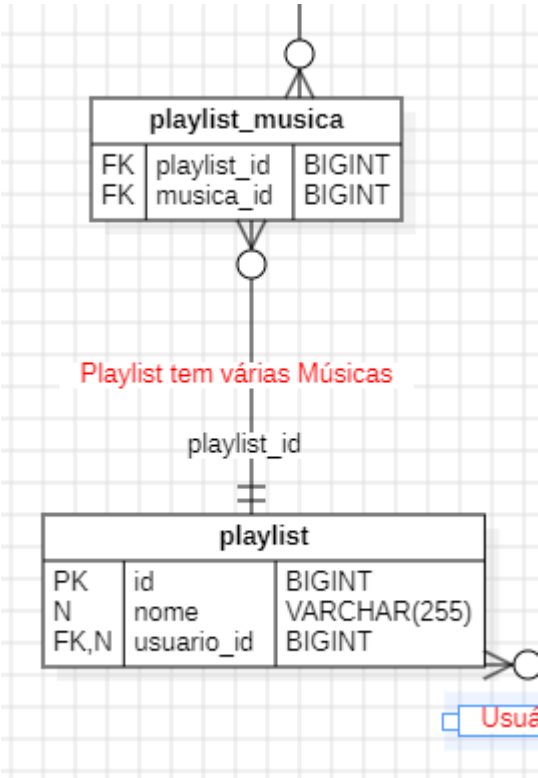 playlist_musica
FK playlist_id BIGINT
FK musica_id BIGINT
Playlist tem várias Músicas
playlist_id
playlist
PK id BIGINT
N nome VARCHAR(255)
FK,N usuario_id BIGINT